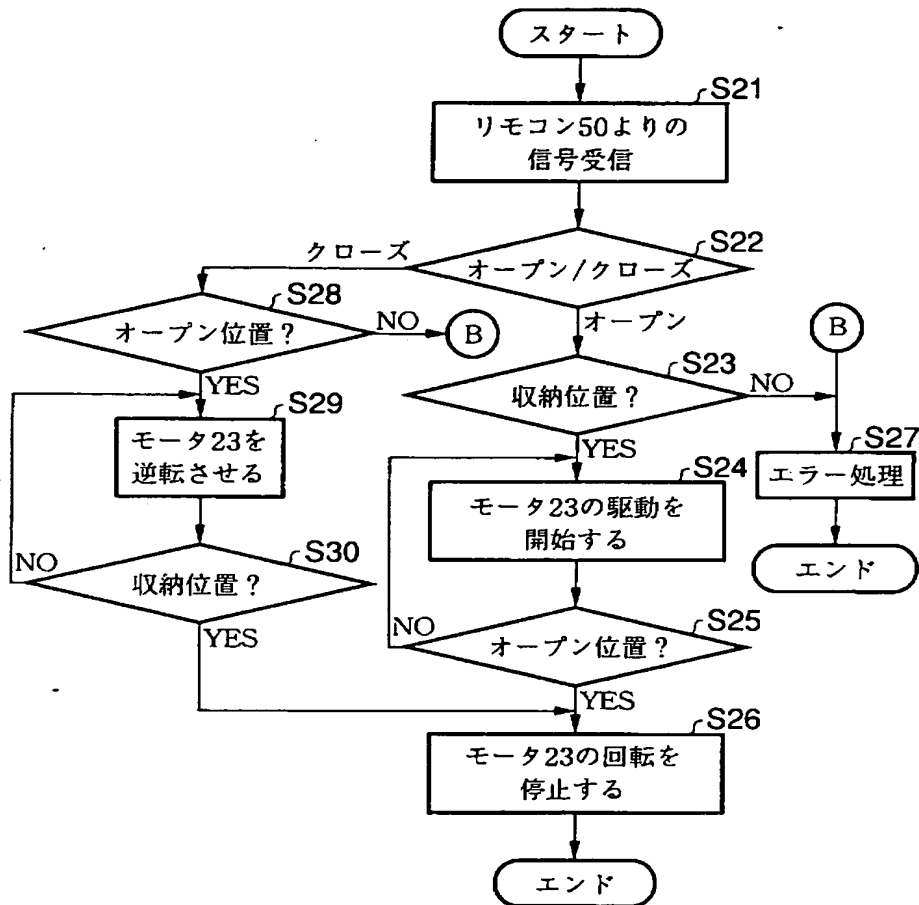 スタート
S21
リモコン50よりの
信号受信
S22
オープン/クローズ
クローズ
オープン
S28
オープン位置?
NO
B
YES
S29
モータ23を
逆転させる
S30
収納位置?
NO
YES
S23
収納位置?
NO
B
YES
S27
エラー処理
エンド
S24
モータ23の駆動を
開始する
S25
オープン位置?
NO
YES
S26
モータ23の回転を
停止する
エンド